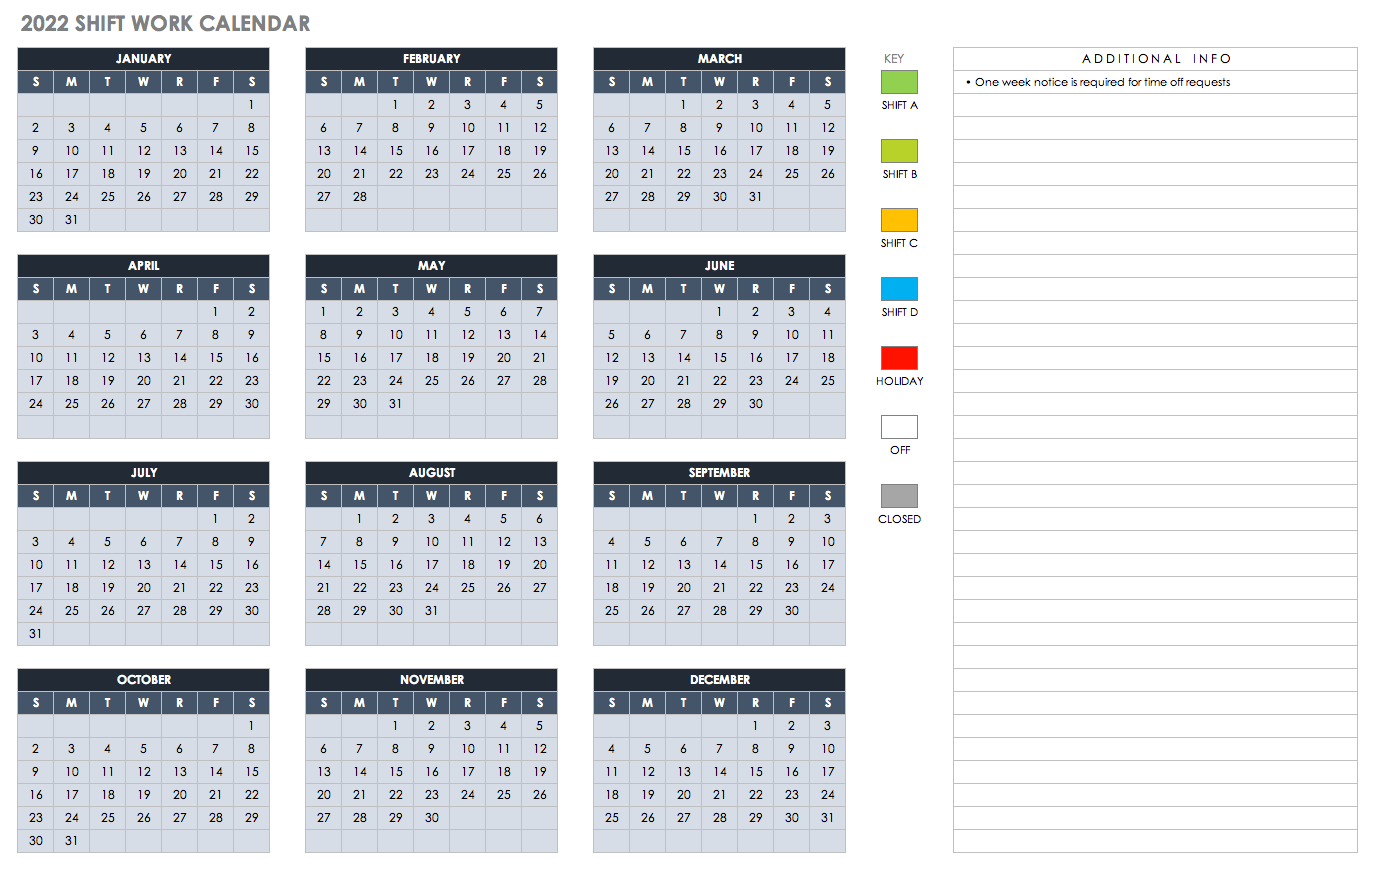 2022 SHIFT WORK CALENDAR
JANUARY
S M T W R F S
1
2 3 4 5 6 7 8
9 10 11 12 13 14 15
16 17 18 19 20 21 22
23 24 25 26 27 28 29
30 31
FEBRUARY
S M T W R F S
1 2 3 4 5
6 7 8 9 10 11 12
13 14 15 16 17 18 19
20 21 22 23 24 25 26
27 28
MARCH
S M T W R F S
1 2 3 4 5
6 7 8 9 10 11 12
13 14 15 16 17 18 19
20 21 22 23 24 25 26
27 28 29 30 31
APRIL
S M T W R F S
1 2
3 4 5 6 7 8 9
10 11 12 13 14 15 16
17 18 19 20 21 22 23
24 25 26 27 28 29 30
MAY
S M T W R F S
1 2 3 4 5 6 7
8 9 10 11 12 13 14
15 16 17 18 19 20 21
22 23 24 25 26 27 28
29 30 31
JUNE
S M T W R F S
1 2 3 4
5 6 7 8 9 10 11
12 13 14 15 16 17 18
19 20 21 22 23 24 25
26 27 28 29 30
JULY
S M T W R F S
1 2
3 4 5 6 7 8 9
10 11 12 13 14 15 16
17 18 19 20 21 22 23
24 25 26 27 28 29 30
31
AUGUST
S M T W R F S
1 2 3 4 5 6
7 8 9 10 11 12 13
14 15 16 17 18 19 20
21 22 23 24 25 26 27
28 29 30 31
SEPTEMBER
S M T W R F S
1 2 3
4 5 6 7 8 9 10
11 12 13 14 15 16 17
18 19 20 21 22 23 24
25 26 27 28 29 30
OCTOBER
S M T W R F S
1
2 3 4 5 6 7 8
9 10 11 12 13 14 15
16 17 18 19 20 21 22
23 24 25 26 27 28 29
30 31
NOVEMBER
S M T W R F S
1 2 3 4 5
6 7 8 9 10 11 12
13 14 15 16 17 18 19
20 21 22 23 24 25 26
27 28 29 30
DECEMBER
S M T W R F S
1 2 3
4 5 6 7 8 9 10
11 12 13 14 15 16 17
18 19 20 21 22 23 24
25 26 27 28 29 30 31
KEY
SHIFT A
SHIFT B
SHIFT C
SHIFT D
HOLIDAY
OFF
CLOSED
ADDITIONAL INFO
• One week notice is required for time off requests